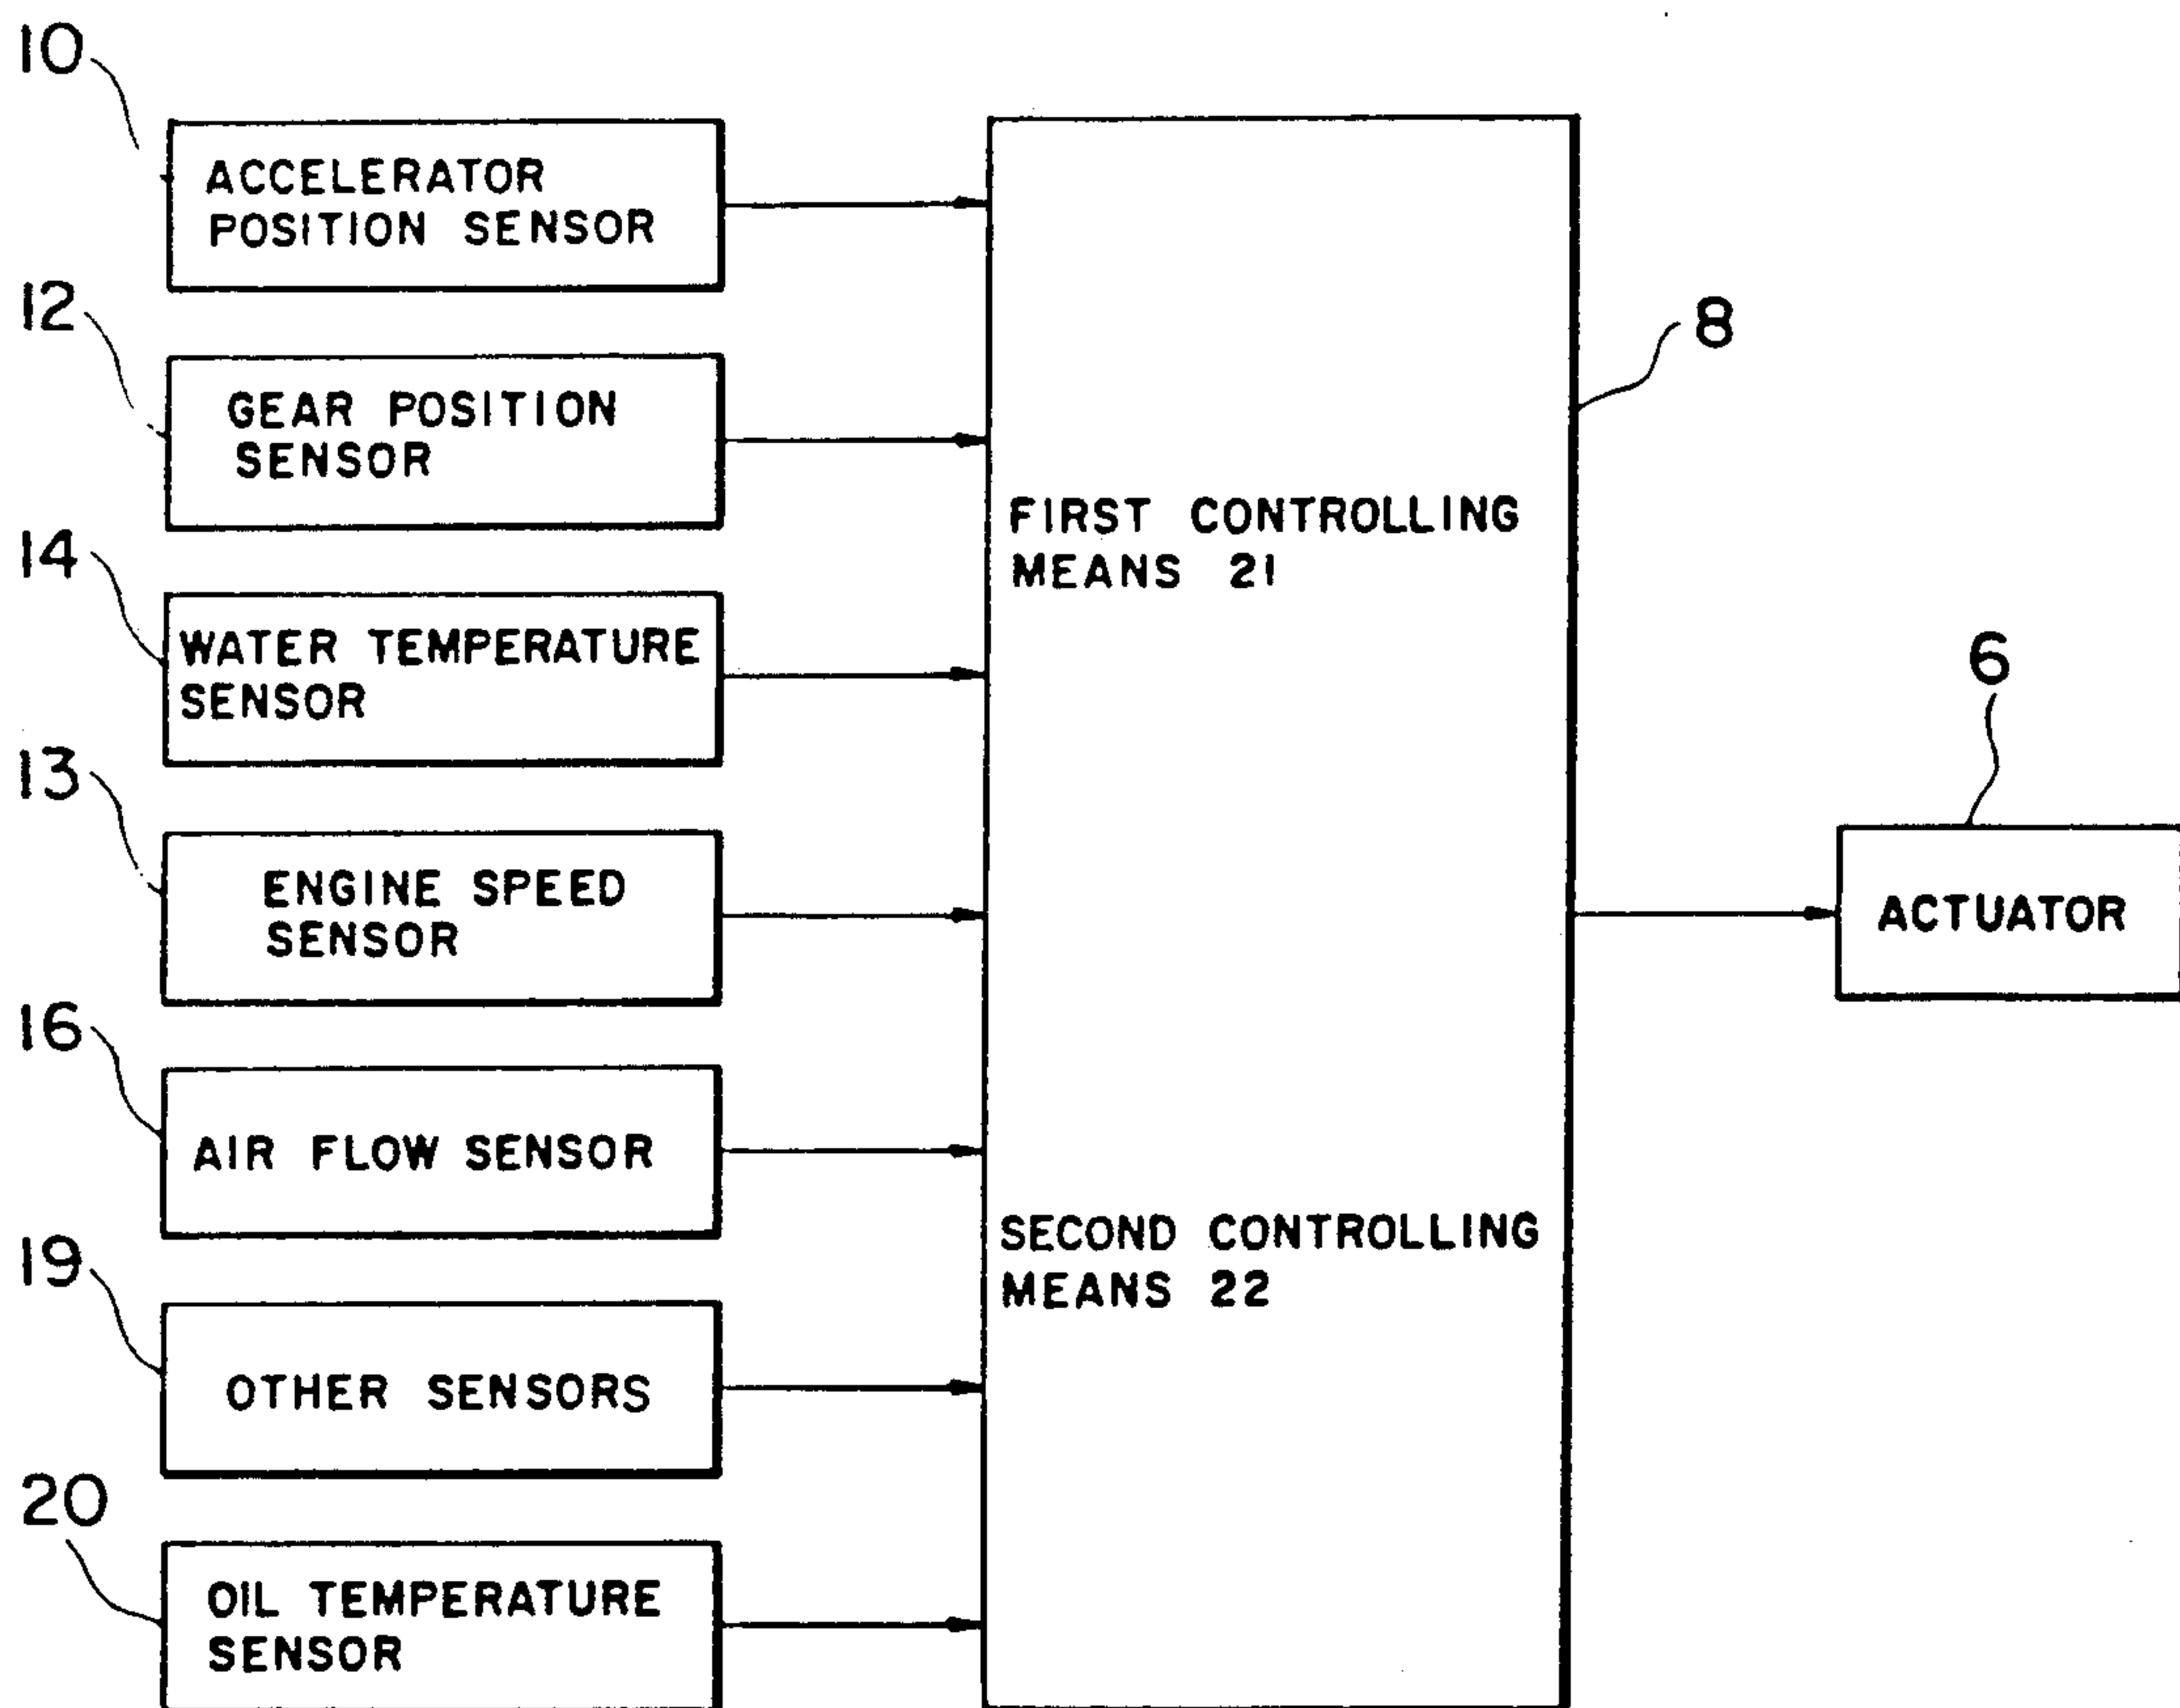 10
ACCELERATOR
POSITION SENSOR
12
GEAR POSITION
SENSOR
14
WATER TEMPERATURE
SENSOR
13
ENGINE SPEED
SENSOR
16
AIR FLOW SENSOR
19
OTHER SENSORS
20
OIL TEMPERATURE
SENSOR
FIRST CONTROLLING
MEANS 21
SECOND CONTROLLING
MEANS 22
8
6
ACTUATOR